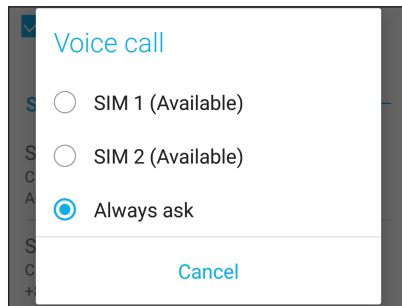 Voice call
SIM 1 (Available)
SIM 2 (Available)
Always ask
Cancel